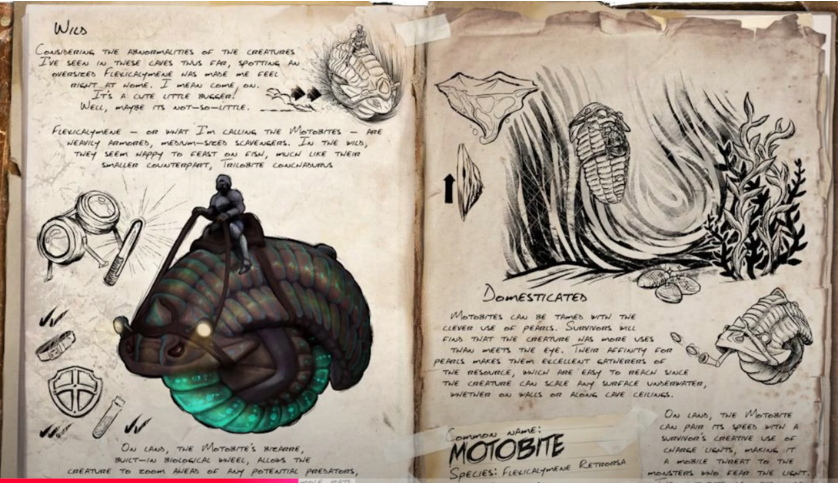 Wild
Considering the abnormalities of the creatures
I've seen in these caves thus far, spotting an
oversized Flexicalymene was made me feel
right at home. I mean come on.
It's a cute little bugger!
Well, maybe its not-so-little.
Flexicalymene – or what I'm calling the Motobites – are
heavily armored, medium-sized scavengers. In the wild,
they seem happy to feast on fish, much like their
smaller counterpart, Trilobite conchadurus
On land, the Motobite's bizarre,
built-in biological wheel, allows the
creature to zoom aheas of any potential predators,
Domesticated
Motobites can be tamed with the
clever use of pearls. Survivors will
find that the creature has more uses
than meets the eye. Their affinity for
pearls makes them excellent gatherers of
the resource, which are easy to reach since
the creature can scale any surface underwater,
whether on walls or along cave ceilings.
On land, the Motobite
can pair its speed with a
survivor's creative use of
charge lights, making it
a mobile threat to the
monsters who fear the light.
Common name:
Motobite
Species: Flexicalymene Retrorsa